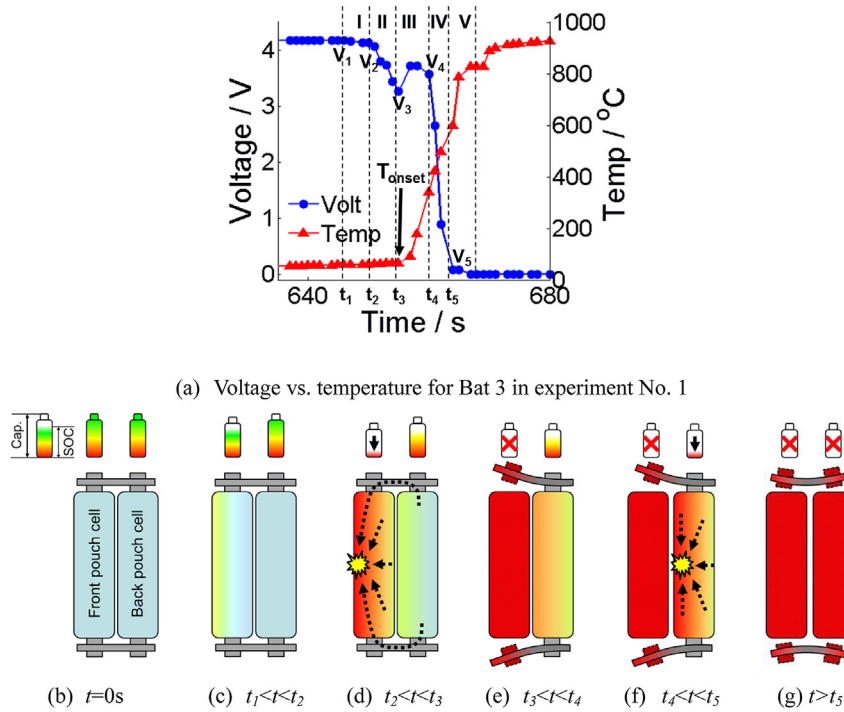 I II III IV V
4
3
2
1
0
Voltage / V
1000
800
600
400
200
0
Temp / °C
V1
V2
V3
V4
V5
Tonset
Volt
Temp
640 t1 t2 t3 t4 t5 680
Time / s
(a) Voltage vs. temperature for Bat 3 in experiment No. 1
Cap.
SOC
Front pouch cell
Back pouch cell
(b) t=0s (c) t1<t<t2 (d) t2<t<t3 (e) t3<t<t4 (f) t4<t<t5 (g) t>t5